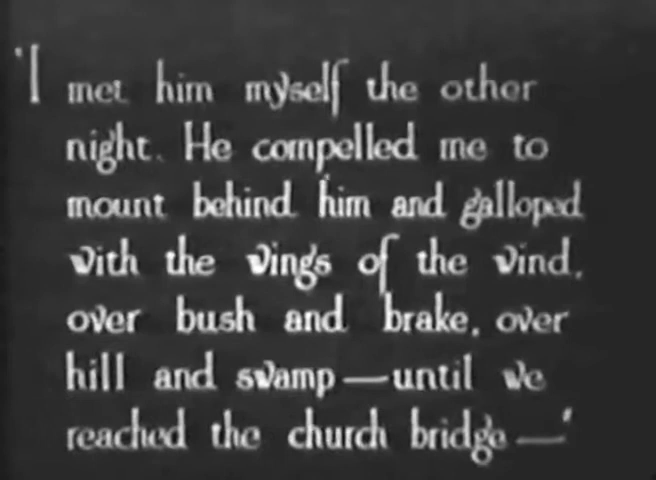 'I met him myself the other
night. He compelled me to
mount behind him and galloped
with the wings of the wind,
over bush and brake, over
hill and swamp—until we
reached the church bridge—'